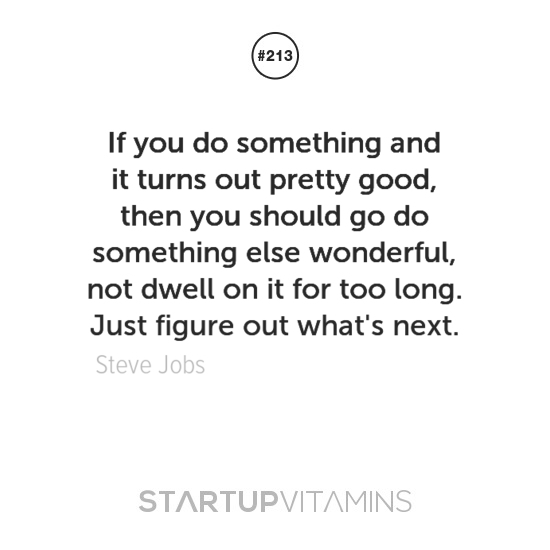 #213
If you do something and
it turns out pretty good,
then you should go do
something else wonderful,
not dwell on it for too long.
Just figure out what's next.
Steve Jobs
STARTUPVITAMINS